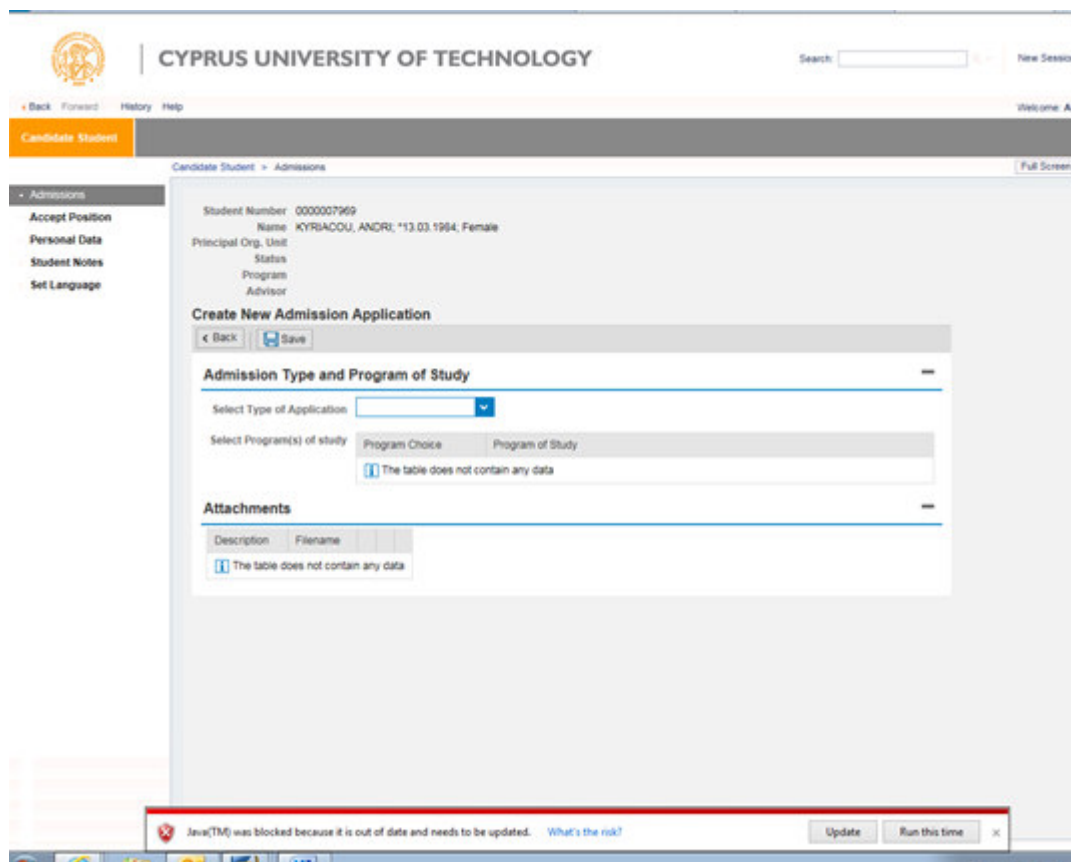 CYPRUS UNIVERSITY OF TECHNOLOGY
Search:
New Sessio
Back Forward History Help
Welcome: A
Candidate Student
Candidate Student > Admissions
Full Screen
Admissions
Accept Position
Personal Data
Student Notes
Set Language
Student Number 0000007969
Name KYRIACOU, ANDRI; *13.03.1984; Female
Principal Org. Unit
Status
Program
Advisor
Create New Admission Application
Back Save
Admission Type and Program of Study
Select Type of Application
Select Program(s) of study Program Choice Program of Study
The table does not contain any data
Attachments
Description Filename
The table does not contain any data
Java(TM) was blocked because it is out of date and needs to be updated. What's the risk? Update Run this time ×